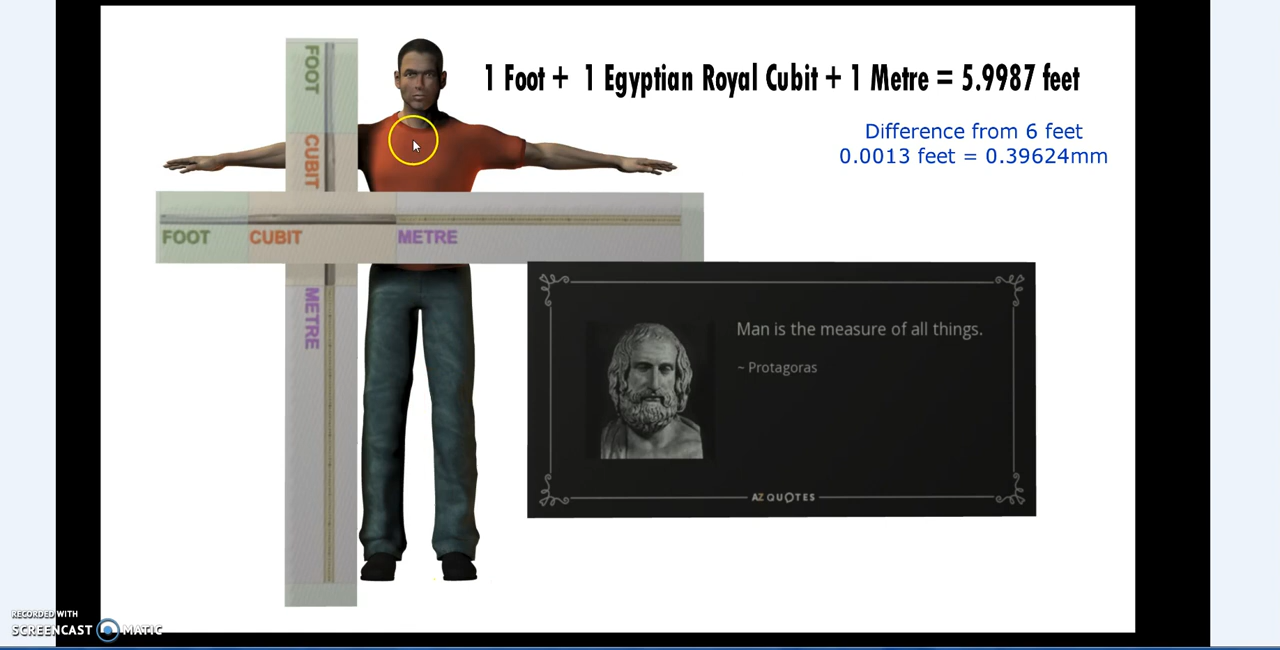 1 Foot + 1 Egyptian Royal Cubit + 1 Metre = 5.9987 feet
Difference from 6 feet
0.0013 feet = 0.39624mm
FOOT
CUBIT
METRE
FOOT
CUBIT
METRE
Man is the measure of all things.
~ Protagoras
AZ QUOTES
RECORDED WITH
SCREENCAST MATIC